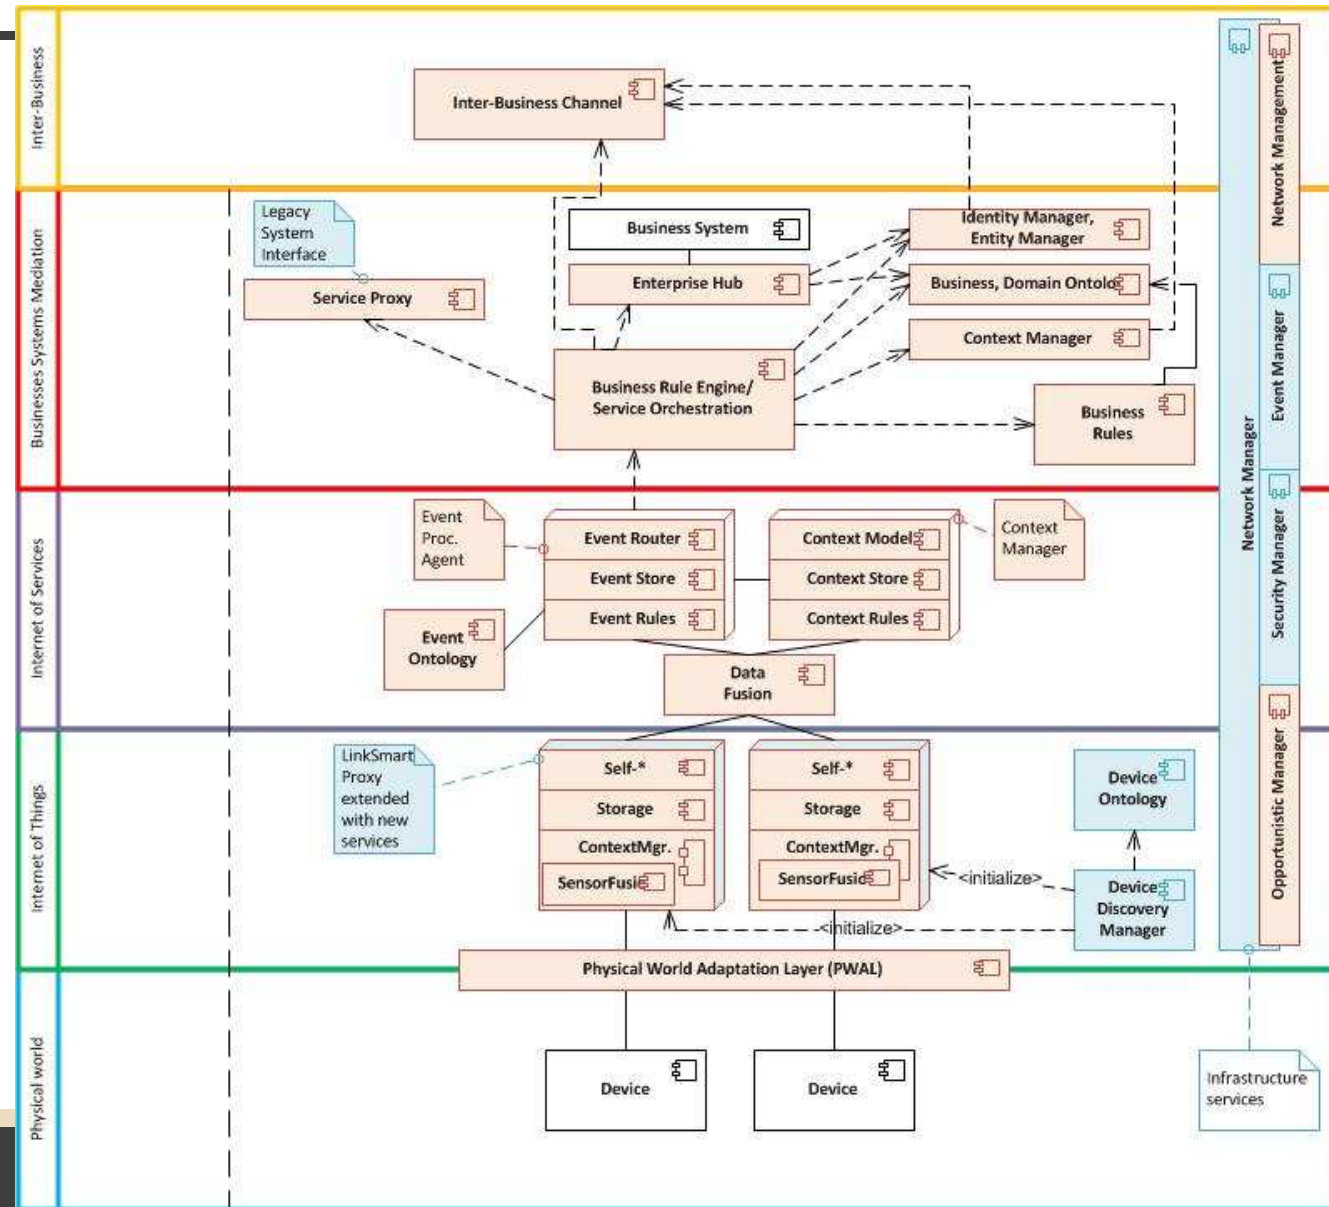 Inter-Business
Inter-Business Channel
Network Management
Businesses Systems Mediation
Legacy
System
Interface
Service Proxy
Business System
Enterprise Hub
Identity Manager,
Entity Manager
Business, Domain Ontolo
Context Manager
Business Rule Engine/
Service Orchestration
Business
Rules
Event Manager
Network Manager
Internet of Services
Event
Proc.
Agent
Event Router
Event Store
Event Rules
Context Model
Context Store
Context Rules
Context
Manager
Event
Ontology
Data
Fusion
Security Manager
Internet of Things
LinkSmart
Proxy
extended
with new
services
Self-*
Storage
ContextMgr.
SensorFusi
Self-*
Storage
ContextMgr.
SensorFusi
<initialize>
<initialize>
Device
Ontology
Device
Discovery
Manager
Opportunistic Manager
Physical World Adaptation Layer (PWAL)
Physical world
Device
Device
Infrastructure
services